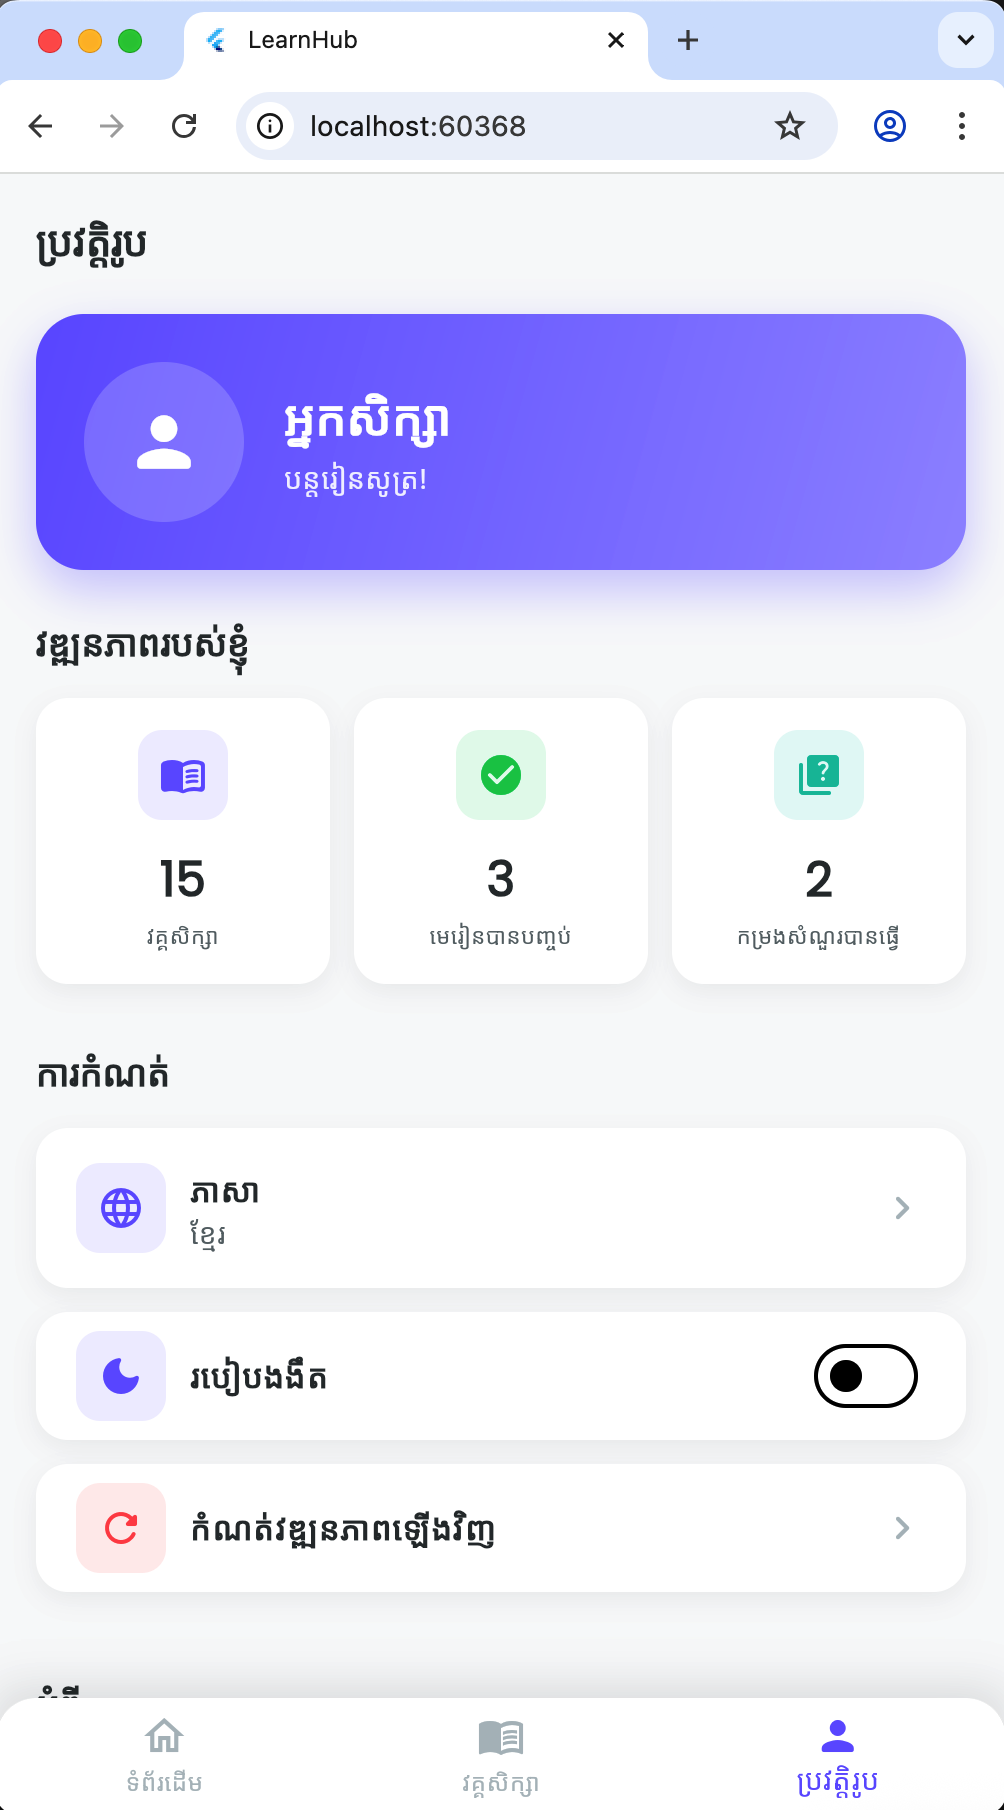 LearnHub
localhost:60368
ប្រវត្តិរូប
អ្នកសិក្សា
បន្តរៀនសូត្រ!
វឌ្ឍនភាពរបស់ខ្ញុំ
15
វគ្គសិក្សា
3
មេរៀនបានបញ្ចប់
2
កម្រងសំណួរបានធ្វើ
ការកំណត់
ភាសា
ខ្មែរ
របៀបងងឹត
កំណត់វឌ្ឍនភាពឡើងវិញ
ទំព័រដើម
វគ្គសិក្សា
ប្រវត្តិរូប